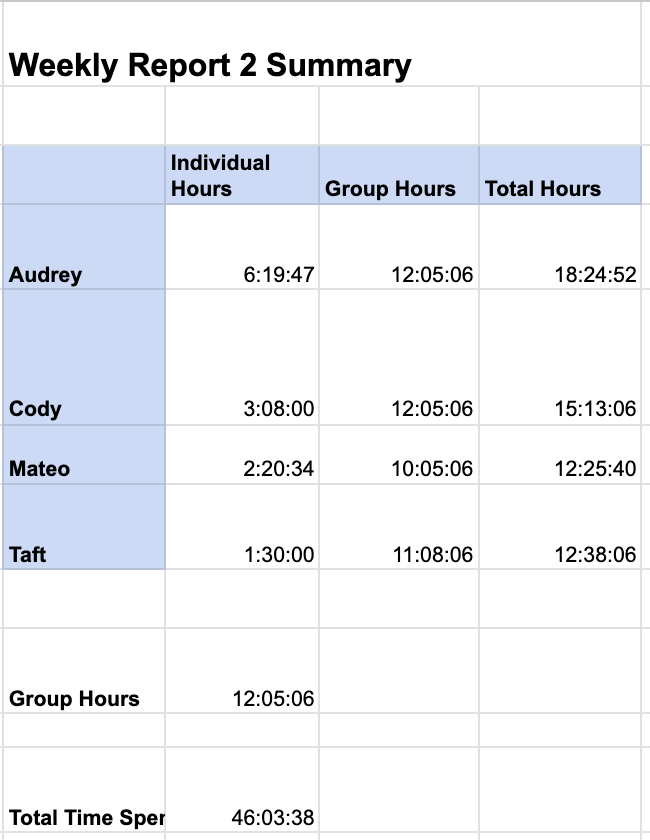 Weekly Report 2 Summary
Individual Hours Group Hours Total Hours
Audrey 6:19:47 12:05:06 18:24:52
Cody 3:08:00 12:05:06 15:13:06
Mateo 2:20:34 10:05:06 12:25:40
Taft 1:30:00 11:08:06 12:38:06
Group Hours 12:05:06
Total Time Sper 46:03:38